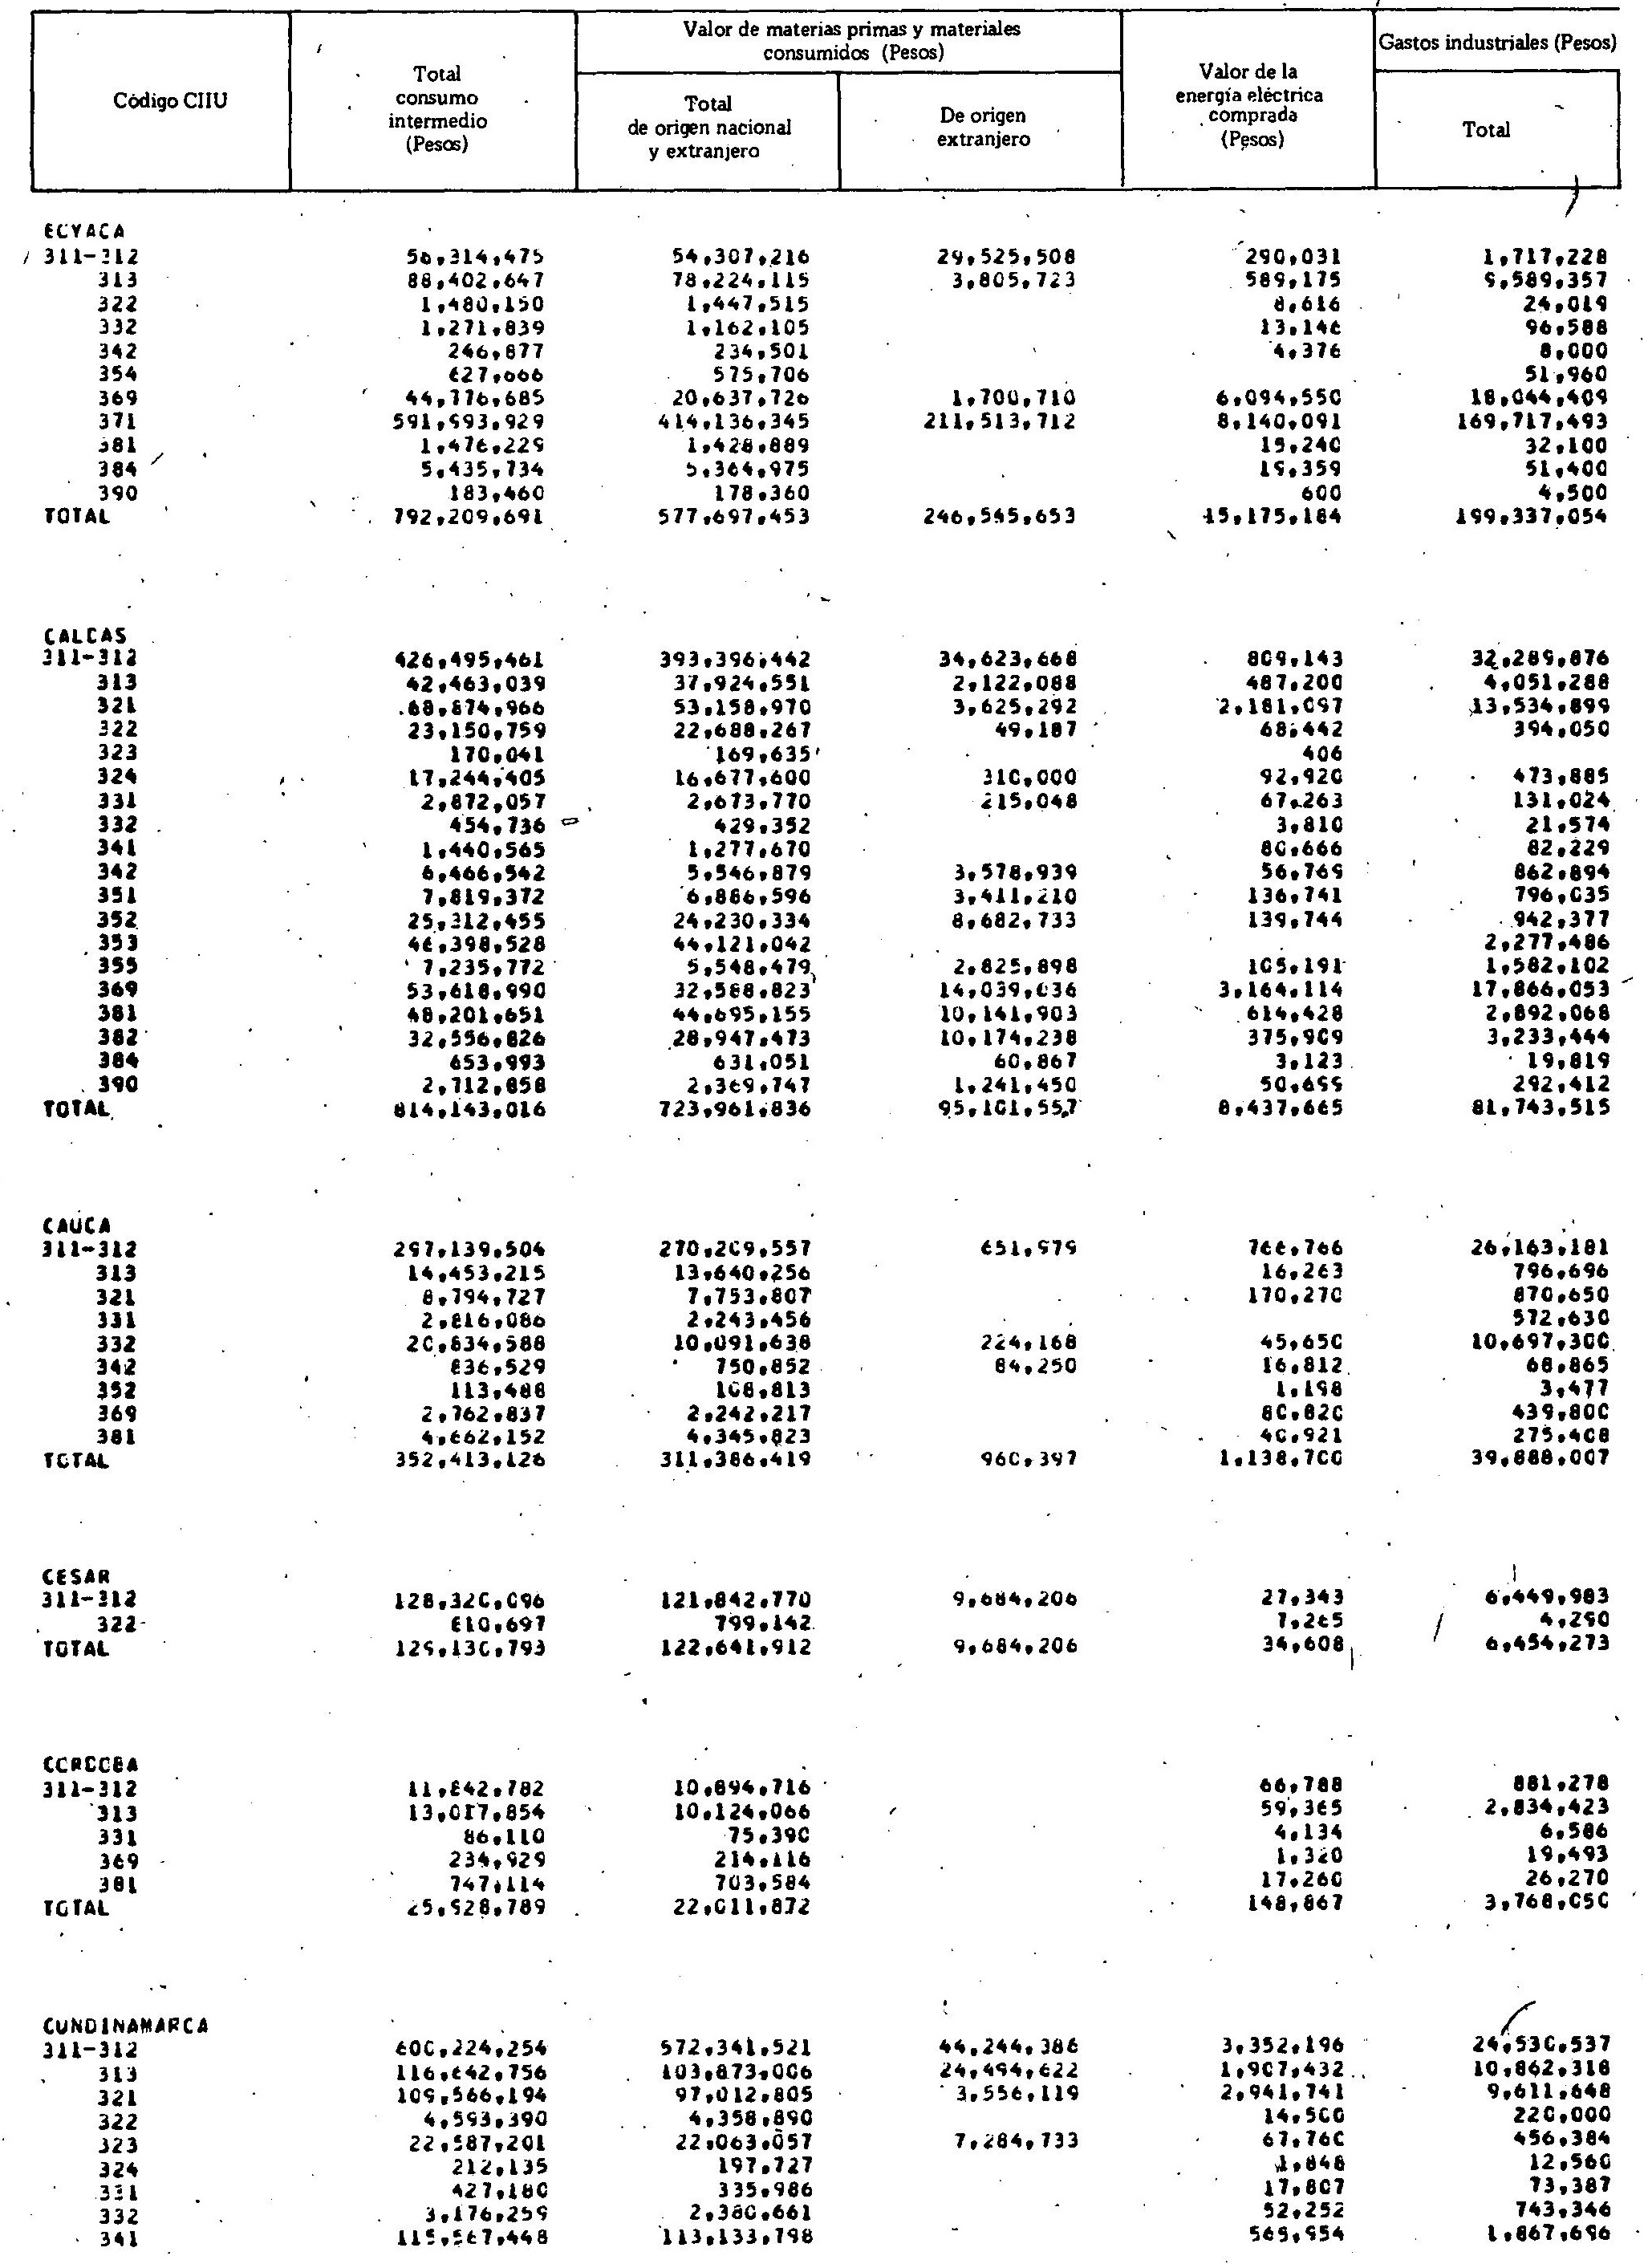 Valor de materias primas y materiales
consumidos (Pesos)
Gastos industriales (Pesos)
Código CIIU
Total
consumo
intermedio
(Pesos)
Total
de origen nacional
y extranjero
De origen
extranjero
Valor de la
energía eléctrica
comprada
(Pesos)
Total
BOYACA
311-312 56,314,475 54,307,216 29,525,508 290,031 1,717,228
313 88,402,647 78,224,115 3,805,723 589,175 9,589,357
322 1,480,150 1,447,515 8,616 24,019
332 1,271,839 1,162,105 13,146 96,588
342 246,877 234,501 4,376 8,000
354 627,666 575,706 51,960
369 44,776,685 20,637,726 1,700,710 6,094,550 18,044,409
371 591,993,929 414,136,345 211,513,712 8,140,091 169,717,493
381 1,476,229 1,428,889 15,240 32,100
384 5,435,734 5,364,975 19,359 51,400
390 183,460 178,360 600 4,500
TOTAL 792,209,691 577,697,453 246,545,653 15,175,184 199,337,054
CALDAS
311-312 426,495,461 393,396,442 34,623,668 809,143 32,289,876
313 42,463,039 37,924,551 2,122,088 487,200 4,051,288
321 68,874,966 53,158,970 3,625,292 2,181,097 13,534,899
322 23,150,759 22,688,267 49,187 68,442 394,050
323 170,041 169,635 406
324 17,244,405 16,677,600 310,000 92,920 473,885
331 2,872,057 2,673,770 215,048 67,263 131,024
332 454,736 429,352 3,810 21,574
341 1,440,565 1,277,670 80,666 82,229
342 6,466,542 5,546,879 3,578,939 56,769 862,894
351 7,819,372 6,886,596 3,411,210 136,741 796,035
352 25,312,455 24,230,334 8,682,733 139,744 942,377
353 46,398,528 44,121,042 2,277,486
355 7,235,772 5,548,479 2,825,898 105,191 1,582,102
369 53,618,990 32,588,823 14,039,036 3,164,114 17,866,053
381 48,201,651 44,695,155 10,141,903 614,428 2,892,068
382 32,556,826 28,947,473 10,174,238 375,909 3,233,444
384 653,993 631,051 60,867 3,123 19,819
390 2,712,858 2,369,747 1,241,450 50,699 292,412
TOTAL 814,143,016 723,961,836 95,101,557 8,437,665 81,743,515
CAUCA
311-312 297,139,504 270,209,557 651,979 766,766 26,163,181
313 14,453,215 13,640,256 16,263 796,696
321 8,794,727 7,753,807 170,270 870,650
331 2,816,086 2,243,456 572,630
332 20,834,588 10,091,638 224,168 45,650 10,697,300
342 836,529 750,852 84,250 16,812 68,865
352 113,488 108,813 1,198 3,477
369 2,762,837 2,242,217 80,820 439,800
381 4,662,152 4,345,823 40,921 275,408
TOTAL 352,413,126 311,386,419 960,397 1,138,700 39,888,007
CESAR
311-312 128,320,096 121,842,770 9,684,206 27,343 6,449,983
322 810,697 799,142 7,265 4,290
TOTAL 129,130,793 122,641,912 9,684,206 34,608 6,454,273
CORDOBA
311-312 11,842,782 10,894,716 66,788 881,278
313 13,017,854 10,124,066 59,365 2,834,423
331 86,110 75,390 4,134 6,586
369 234,929 214,116 1,320 19,493
381 747,114 703,584 17,260 26,270
TOTAL 25,928,789 22,011,872 148,867 3,768,050
CUNDINAMARCA
311-312 600,224,254 572,341,521 44,244,386 3,352,196 24,530,537
313 116,642,756 103,873,006 24,494,622 1,907,432 10,862,318
321 109,566,194 97,012,805 3,556,119 2,941,741 9,611,648
322 4,593,390 4,358,890 14,500 220,000
323 22,587,201 22,063,057 7,284,733 67,760 456,384
324 212,135 197,727 1,848 12,560
331 427,180 335,986 17,807 73,387
332 3,176,259 2,380,661 52,252 743,346
341 115,567,448 113,133,798 565,954 1,867,696